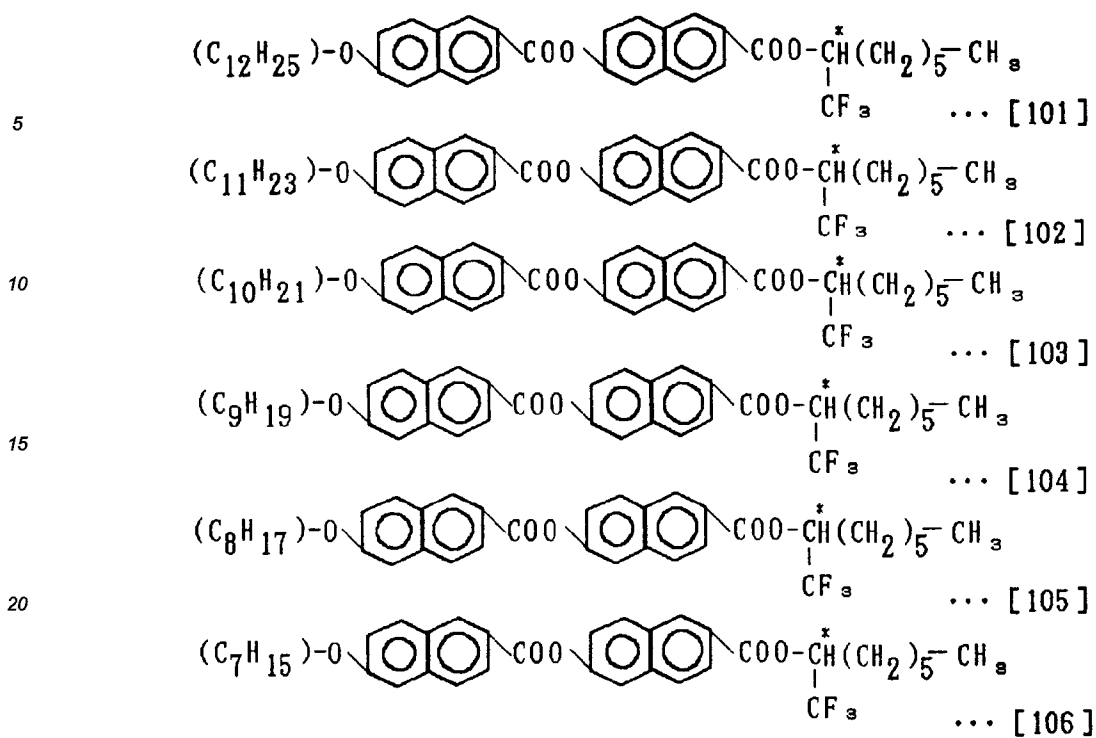 (C12H25)-O COO COO-CH(CH2)5-CH3
*
CF3 ... [101]
5
(C11H23)-O COO COO-CH(CH2)5-CH3
*
CF3 ... [102]
10
(C10H21)-O COO COO-CH(CH2)5-CH3
*
CF3 ... [103]
(C9H19)-O COO COO-CH(CH2)5-CH3
*
15
CF3 ... [104]
(C8H17)-O COO COO-CH(CH2)5-CH3
*
20
CF3 ... [105]
(C7H15)-O COO COO-CH(CH2)5-CH3
*
CF3 ... [106]